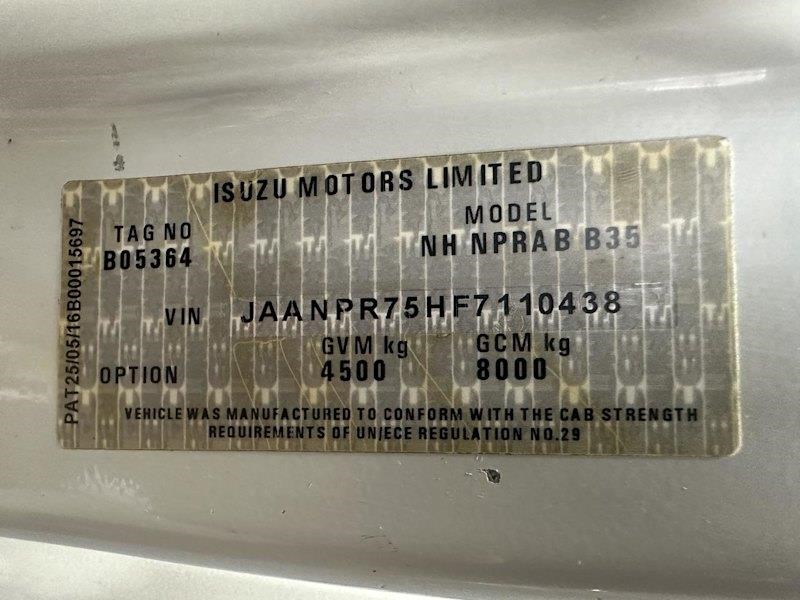 ISUZU MOTORS LIMITED
TAG NO
B05364
MODEL
NH NPRAB B35
VIN JAANPR75HF7110438
OPTION
GVM kg
4500
GCM kg
8000
VEHICLE WAS MANUFACTURED TO CONFORM WITH THE CAB STRENGTH
REQUIREMENTS OF UN/ECE REGULATION NO.29
PAT25/05/16B00015697